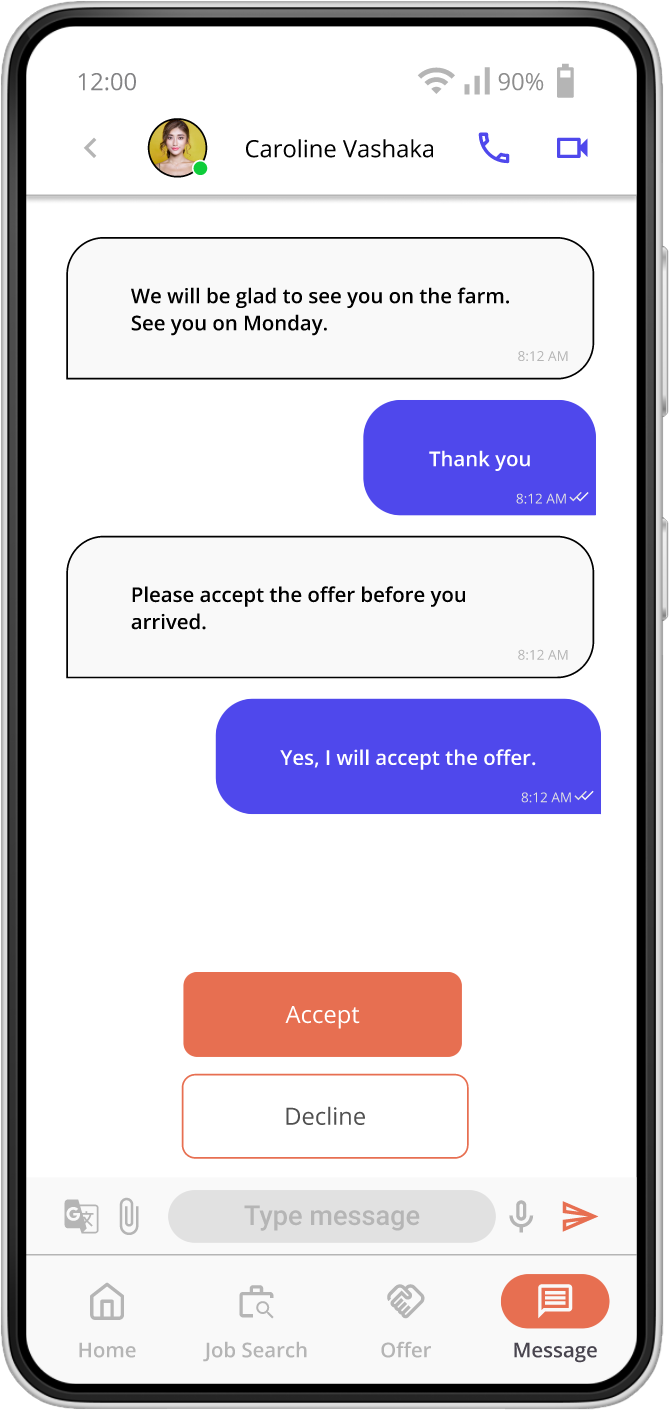 12:00
90%
Caroline Vashaka
We will be glad to see you on the farm.
See you on Monday.
8:12 AM
Thank you
8:12 AM
Please accept the offer before you
arrived.
8:12 AM
Yes, I will accept the offer.
8:12 AM
Accept
Decline
G 文
Type message
Home
Job Search
Offer
Message